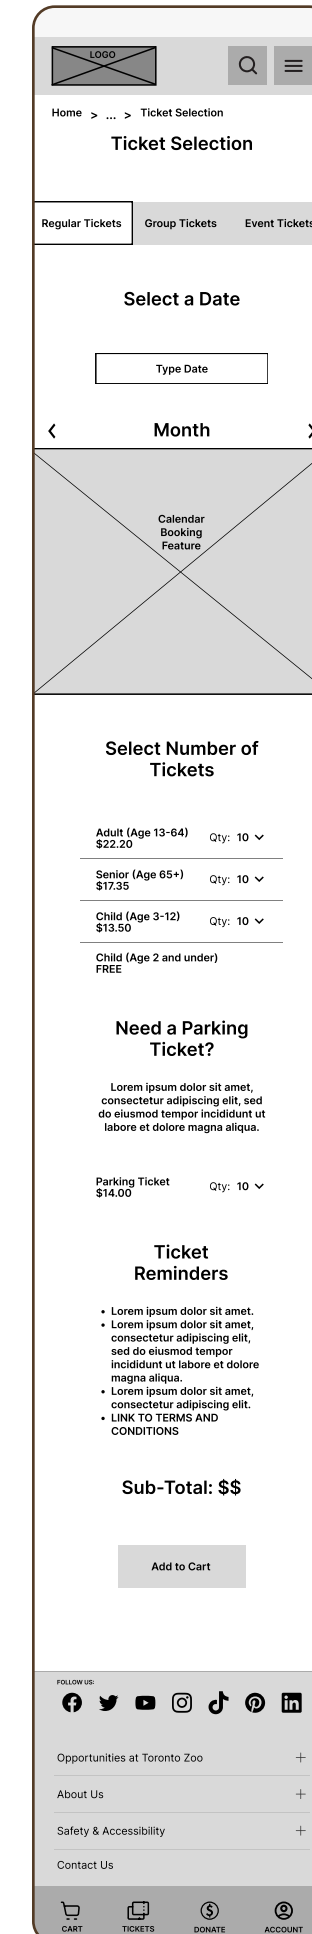 LOGO
Home > ... > Ticket Selection
Ticket Selection
Regular Tickets Group Tickets Event Tickets
Select a Date
Type Date
< Month >
Calendar
Booking
Feature
Select Number of
Tickets
Adult (Age 13-64)
$22.20
Qty: 10
Senior (Age 65+)
$17.35
Qty: 10
Child (Age 3-12)
$13.50
Qty: 10
Child (Age 2 and under)
FREE
Need a Parking
Ticket?
Lorem ipsum dolor sit amet,
consectetur adipiscing elit, sed
do eiusmod tempor incididunt ut
labore et dolore magna aliqua.
Parking Ticket
$14.00
Qty: 10
Ticket
Reminders
• Lorem ipsum dolor sit amet.
• Lorem ipsum dolor sit amet,
consectetur adipiscing elit,
sed do eiusmod tempor
incididunt ut labore et dolore
magna aliqua.
• Lorem ipsum dolor sit amet,
consectetur adipiscing elit.
• LINK TO TERMS AND
CONDITIONS
Sub-Total: $$
Add to Cart
FOLLOW US:
Opportunities at Toronto Zoo +
About Us +
Safety & Accessibility +
Contact Us
CART TICKETS DONATE ACCOUNT